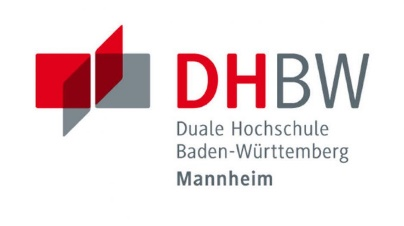 DHBW
Duale Hochschule
Baden-Württemberg
Mannheim